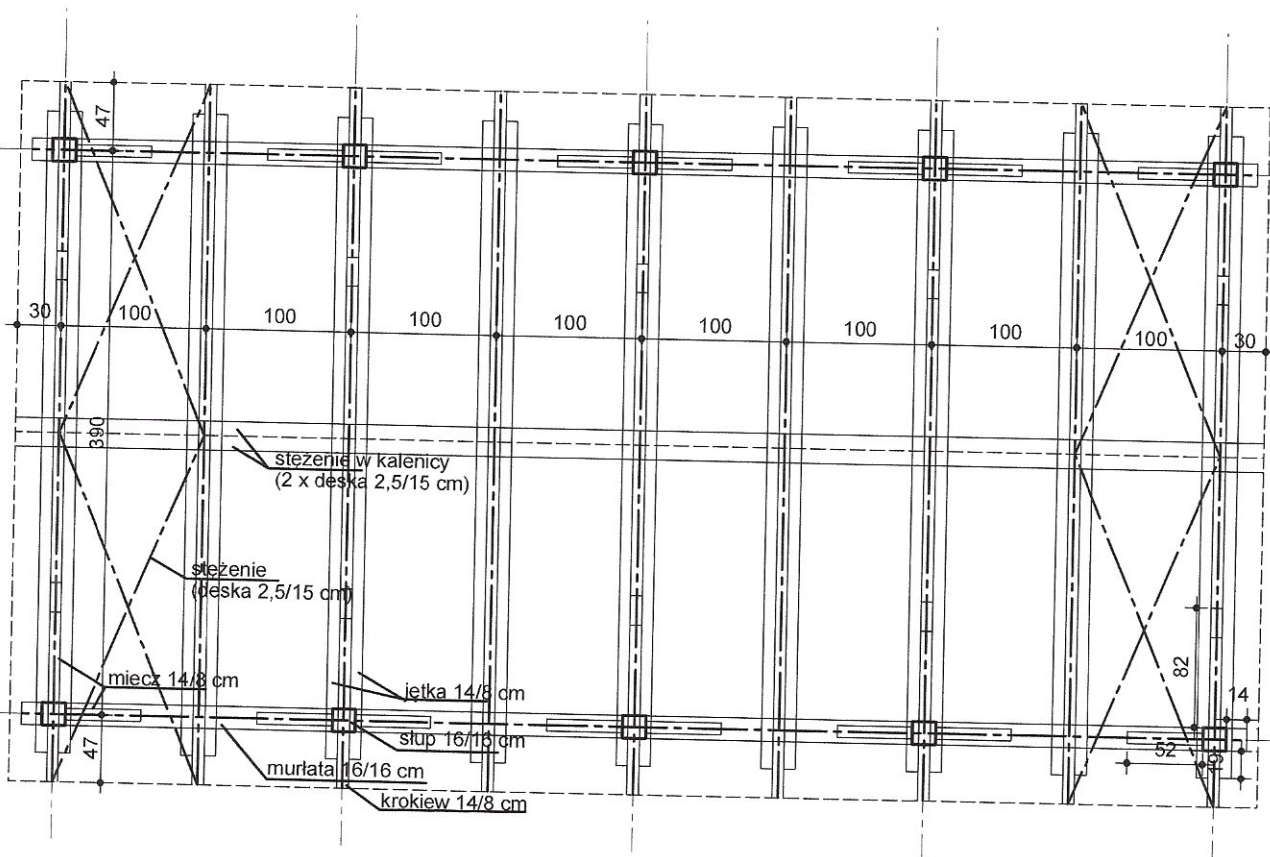 47
30
100
100
100
100
100
100
100
100
30
390
stężenie w kalenicy
(2 x deska 2,5/15 cm)
stężenie
(deska 2,5/15 cm)
82
miecz 14/8 cm
jętka 14/8 cm
14
słup 16/16 cm
47
52
murłata 16/16 cm
krokiew 14/8 cm